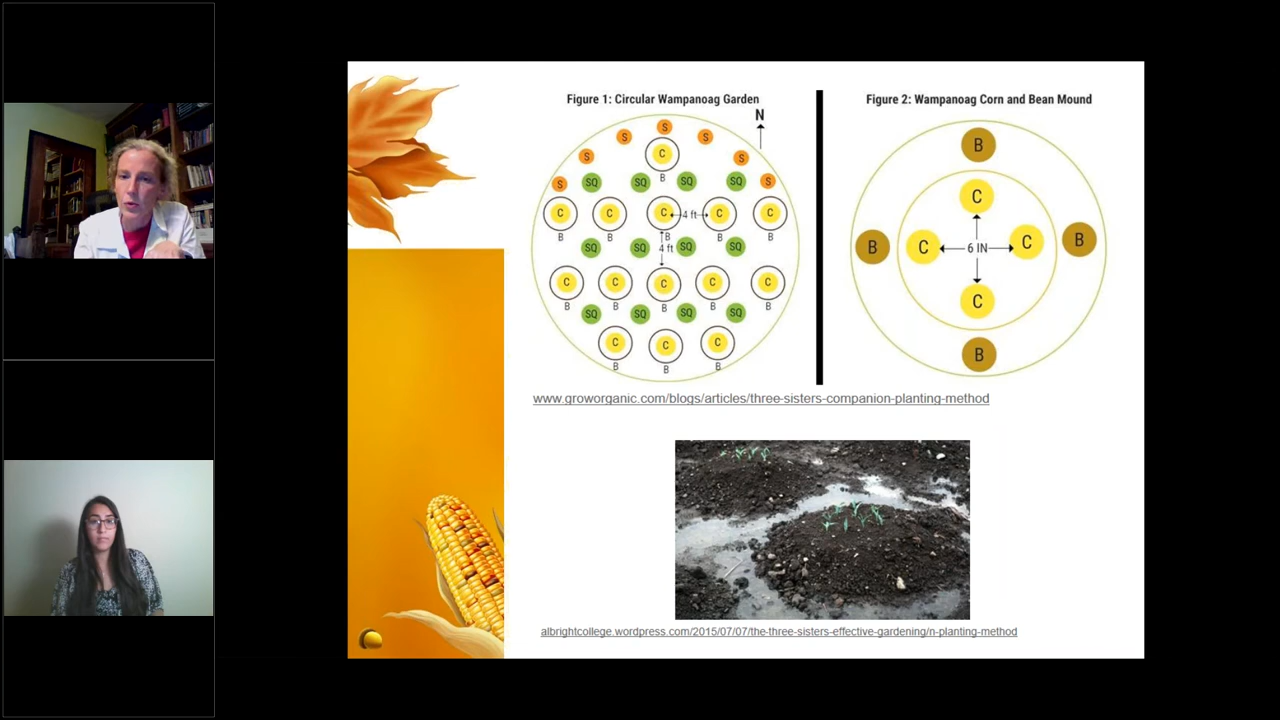 Figure 1: Circular Wampanoag Garden
N
S
S S
S S
S S
C
B
SQ SQ SQ SQ
C C C 4 ft C C
B B B B B
SQ SQ 4 ft SQ SQ
C C C C C
B B B B B
SQ SQ SQ SQ
C C C
B B B
Figure 2: Wampanoag Corn and Bean Mound
B
C
B C 6 IN C B
C
B
www.groworganic.com/blogs/articles/three-sisters-companion-planting-method
albrightcollege.wordpress.com/2015/07/07/the-three-sisters-effective-gardening/n-planting-method